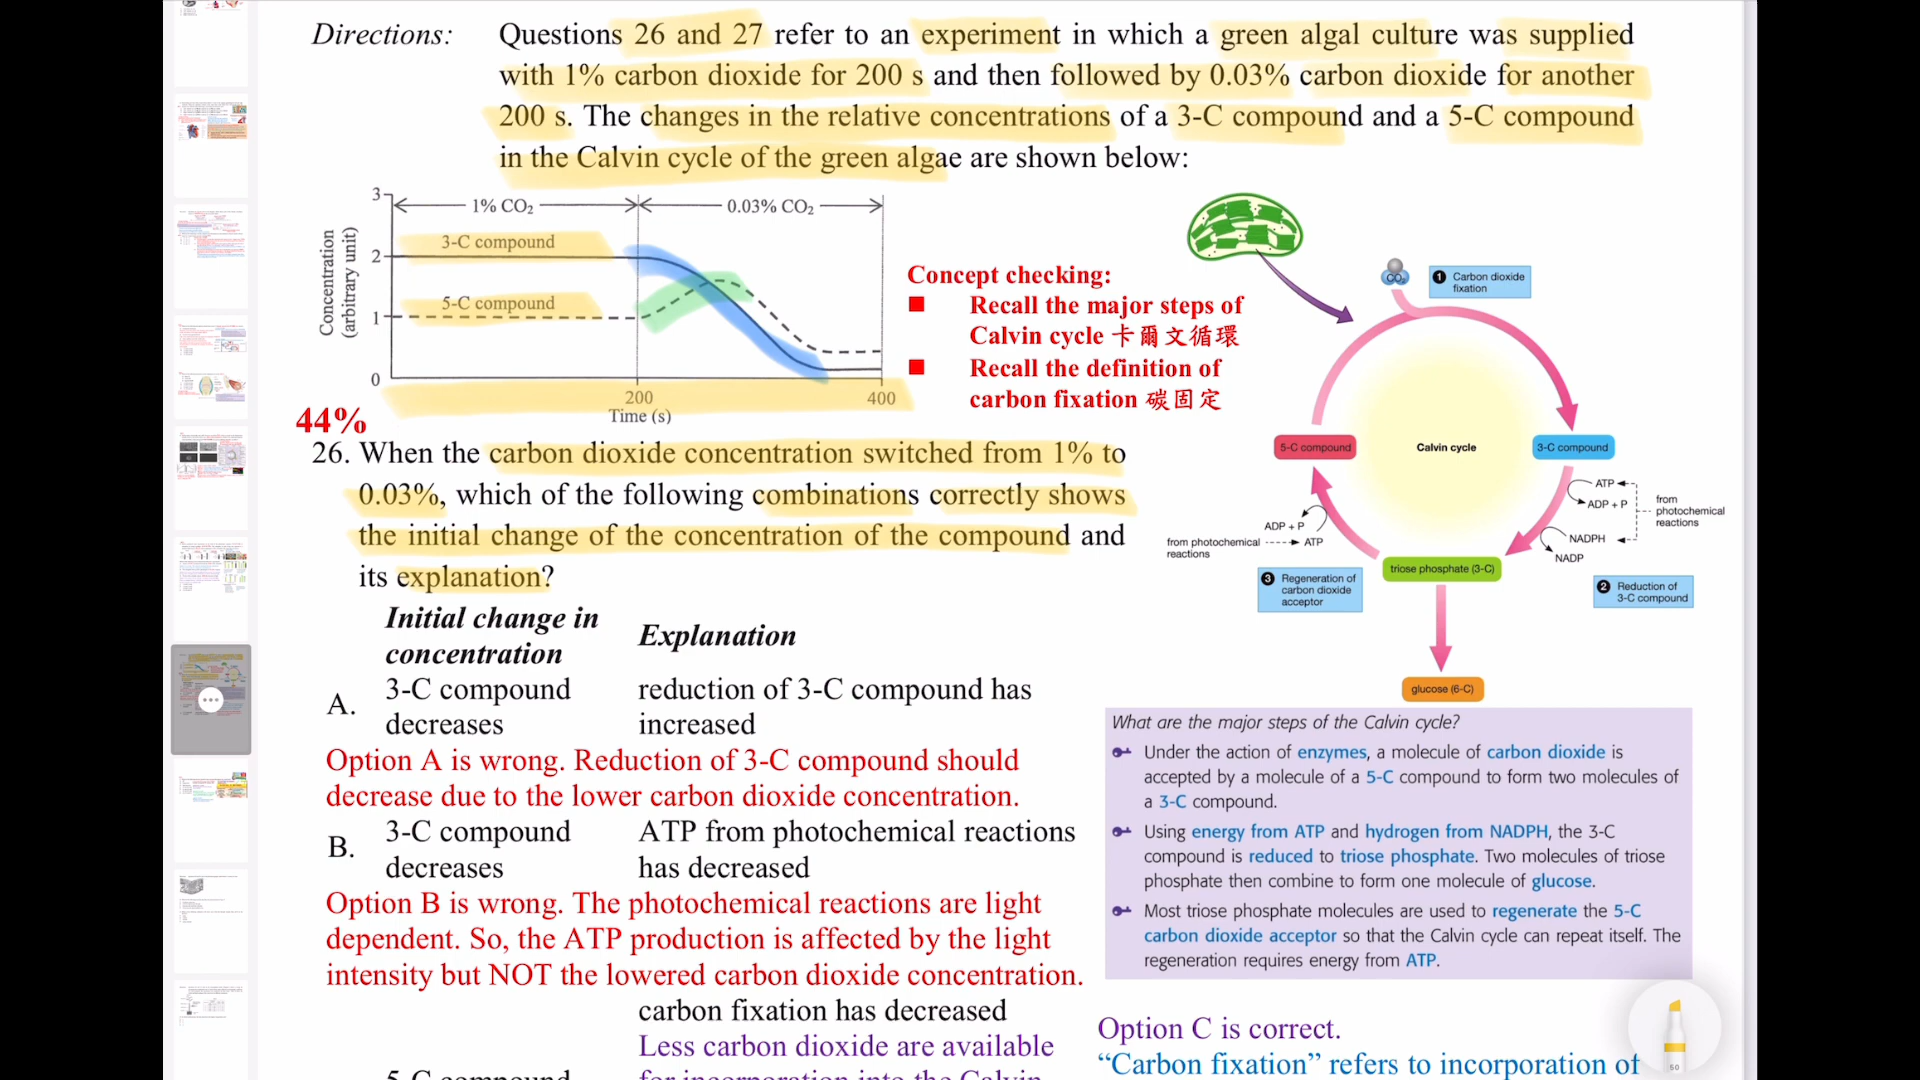 Directions: Questions 26 and 27 refer to an experiment in which a green algal culture was supplied
with 1% carbon dioxide for 200 s and then followed by 0.03% carbon dioxide for another
200 s. The changes in the relative concentrations of a 3-C compound and a 5-C compound
in the Calvin cycle of the green algae are shown below:
Concentration
(arbitrary unit)
3
2
1
0
1% CO₂
0.03% CO₂
3-C compound
5-C compound
200
400
Time (s)
Concept checking:
Recall the major steps of
Calvin cycle 卡爾文循環
Recall the definition of
carbon fixation 碳固定
CO₂
1 Carbon dioxide
fixation
5-C compound
Calvin cycle
3-C compound
ATP
ADP + P
from
photochemical
reactions
NADPH
NADP
ADP + P
from photochemical
reactions
ATP
triose phosphate (3-C)
3 Regeneration of
carbon dioxide
acceptor
2 Reduction of
3-C compound
glucose (6-C)
44%
26. When the carbon dioxide concentration switched from 1% to
0.03%, which of the following combinations correctly shows
the initial change of the concentration of the compound and
its explanation?
Initial change in
concentration
Explanation
A.
3-C compound
decreases
reduction of 3-C compound has
increased
Option A is wrong. Reduction of 3-C compound should
decrease due to the lower carbon dioxide concentration.
B.
3-C compound
decreases
ATP from photochemical reactions
has decreased
Option B is wrong. The photochemical reactions are light
dependent. So, the ATP production is affected by the light
intensity but NOT the lowered carbon dioxide concentration.
carbon fixation has decreased
Less carbon dioxide are available
5-C compound
for incorporation into the Calvin
What are the major steps of the Calvin cycle?
Under the action of enzymes, a molecule of carbon dioxide is
accepted by a molecule of a 5-C compound to form two molecules of
a 3-C compound.
Using energy from ATP and hydrogen from NADPH, the 3-C
compound is reduced to triose phosphate. Two molecules of triose
phosphate then combine to form one molecule of glucose.
Most triose phosphate molecules are used to regenerate the 5-C
carbon dioxide acceptor so that the Calvin cycle can repeat itself. The
regeneration requires energy from ATP.
Option C is correct.
“Carbon fixation” refers to incorporation of
50